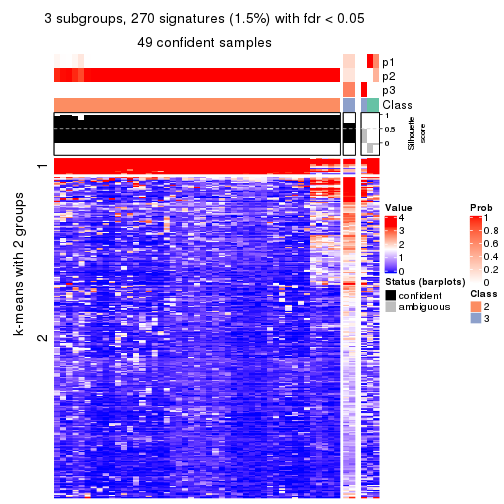 3 subgroups, 270 signatures (1.5%) with fdr < 0.05
49 confident samples
p1
p2
p3
Class
1
0.5
0
Silhouette
score
k-means with 2 groups
1
2
Value
4
3
2
1
0
Prob
1
0.8
0.6
0.4
0.2
0
Status (barplots)
confident
ambiguous
Class
2
3